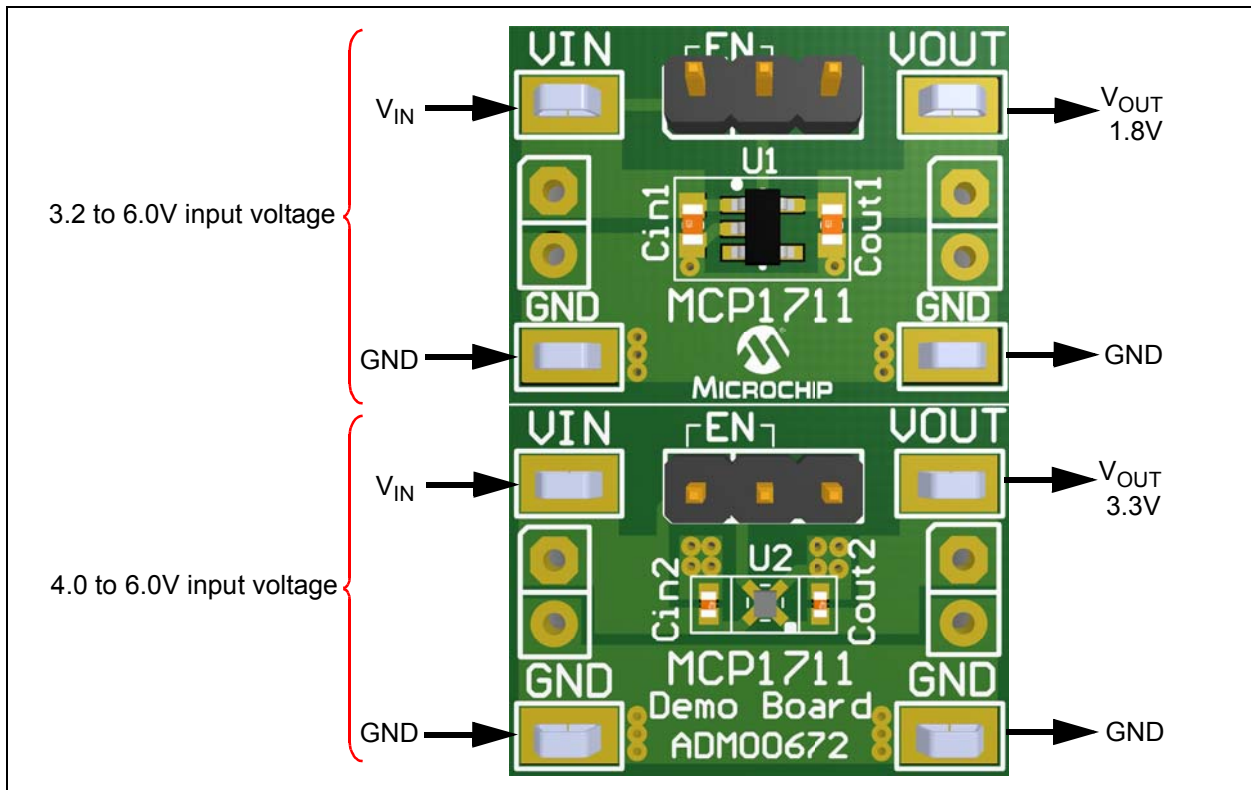 VIN
EN
VOUT
V_IN
V_OUT
1.8V
U1
3.2 to 6.0V input voltage
Cin1
Cout1
GND
MCP1711
GND
GND
GND
MICROCHIP
VIN
EN
VOUT
V_IN
V_OUT
3.3V
U2
4.0 to 6.0V input voltage
Cin2
Cout2
MCP1711
GND
GND
Demo Board
GND
GND
ADM00672